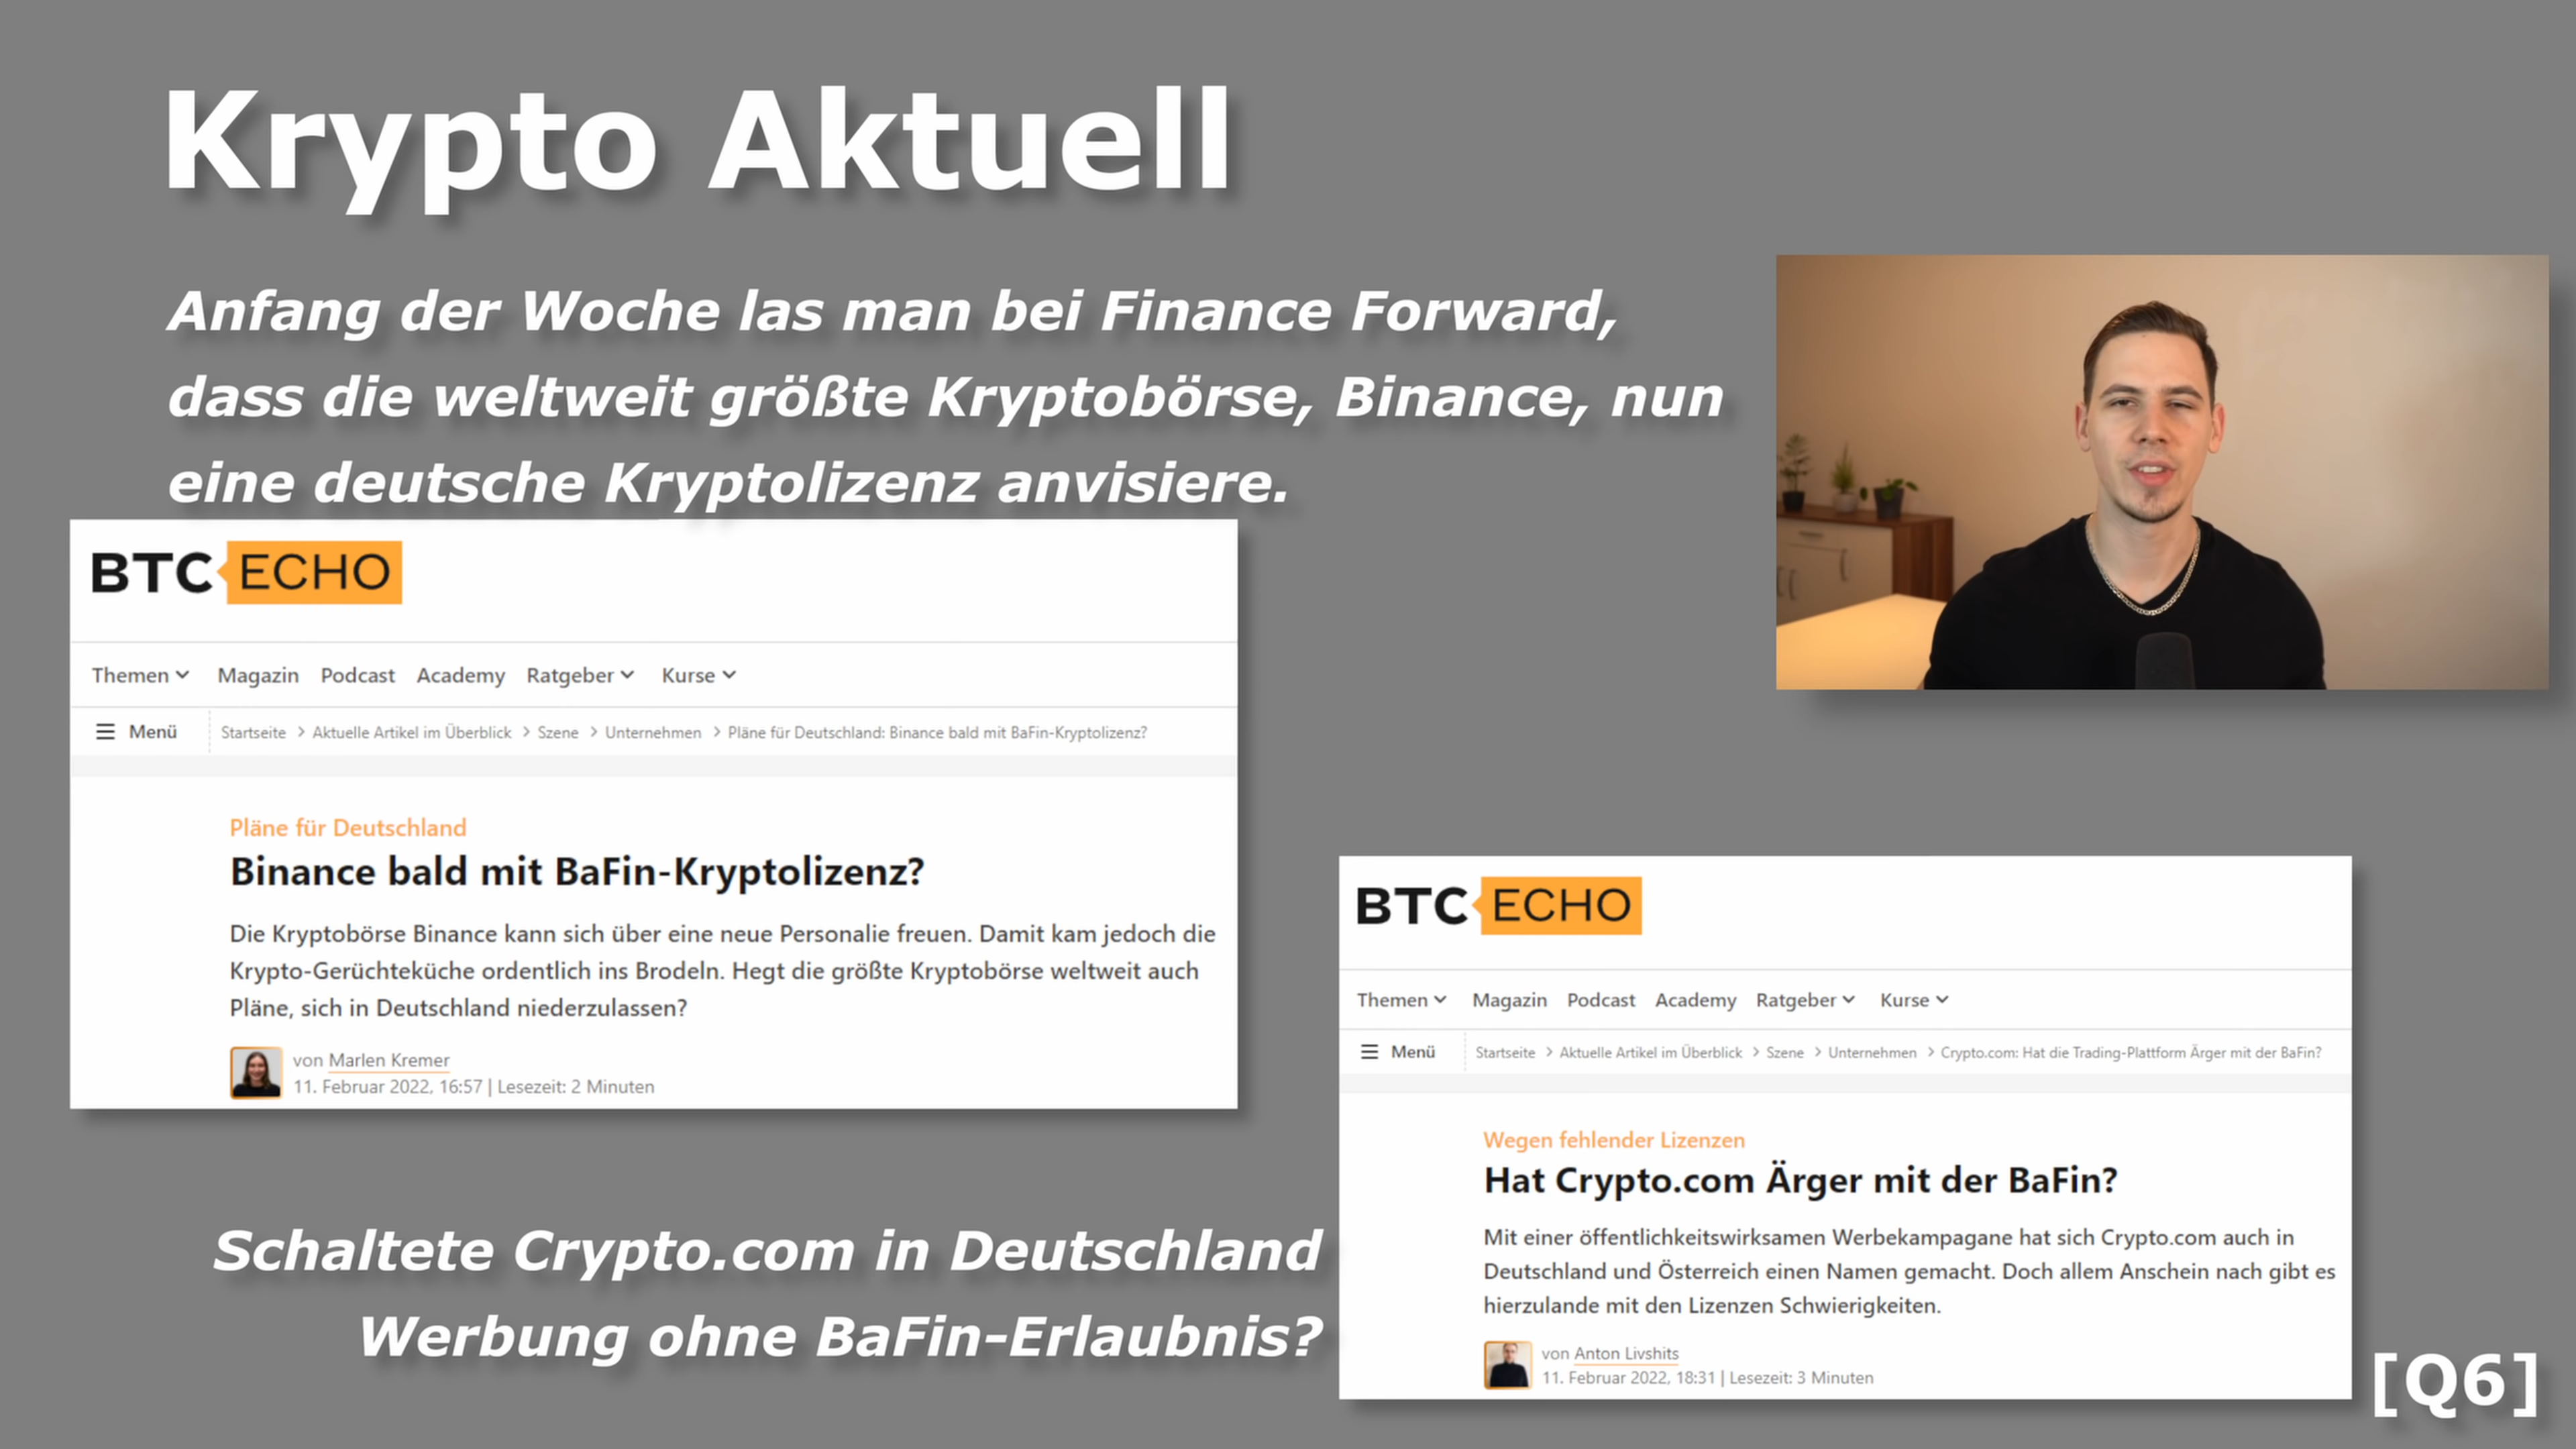 Krypto Aktuell
Anfang der Woche las man bei Finance Forward,
dass die weltweit größte Kryptobörse, Binance, nun
eine deutsche Kryptolizenz anvisiere.
BTC ECHO
Themen Magazin Podcast Academy Ratgeber Kurse
Menü Startseite > Aktuelle Artikel im Überblick > Szene > Unternehmen > Pläne für Deutschland: Binance bald mit BaFin-Kryptolizenz?
Pläne für Deutschland
Binance bald mit BaFin-Kryptolizenz?
Die Kryptobörse Binance kann sich über eine neue Personalie freuen. Damit kam jedoch die
Krypto-Gerüchteküche ordentlich ins Brodeln. Hegt die größte Kryptobörse weltweit auch
Pläne, sich in Deutschland niederzulassen?
von Marlen Kremer
11. Februar 2022, 16:57 | Lesezeit: 2 Minuten
Schaltete Crypto.com in Deutschland
Werbung ohne BaFin-Erlaubnis?
BTC ECHO
Themen Magazin Podcast Academy Ratgeber Kurse
Menü Startseite > Aktuelle Artikel im Überblick > Szene > Unternehmen > Crypto.com: Hat die Trading-Plattform Ärger mit der BaFin?
Wegen fehlender Lizenzen
Hat Crypto.com Ärger mit der BaFin?
Mit einer öffentlichkeitswirksamen Werbekampagane hat sich Crypto.com auch in
Deutschland und Österreich einen Namen gemacht. Doch allem Anschein nach gibt es
hierzulande mit den Lizenzen Schwierigkeiten.
von Anton Livshits
11. Februar 2022, 18:31 | Lesezeit: 3 Minuten
[Q6]